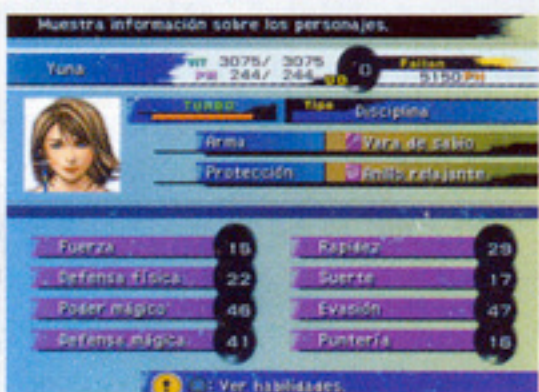 Muestra información sobre los personajes.
Yuna
VIT 3075/ 3075
PM 244/ 244
0
Faltan
5150 PH
TURBO
Tipo Disciplina
Arma Vara de sabio
Protección Anillo relajante
Fuerza 15 Rapidez 29
Defensa física 22 Suerte 17
Poder mágico 46 Evasión 47
Defensa mágica 41 Puntería 16
! : Ver habilidades.